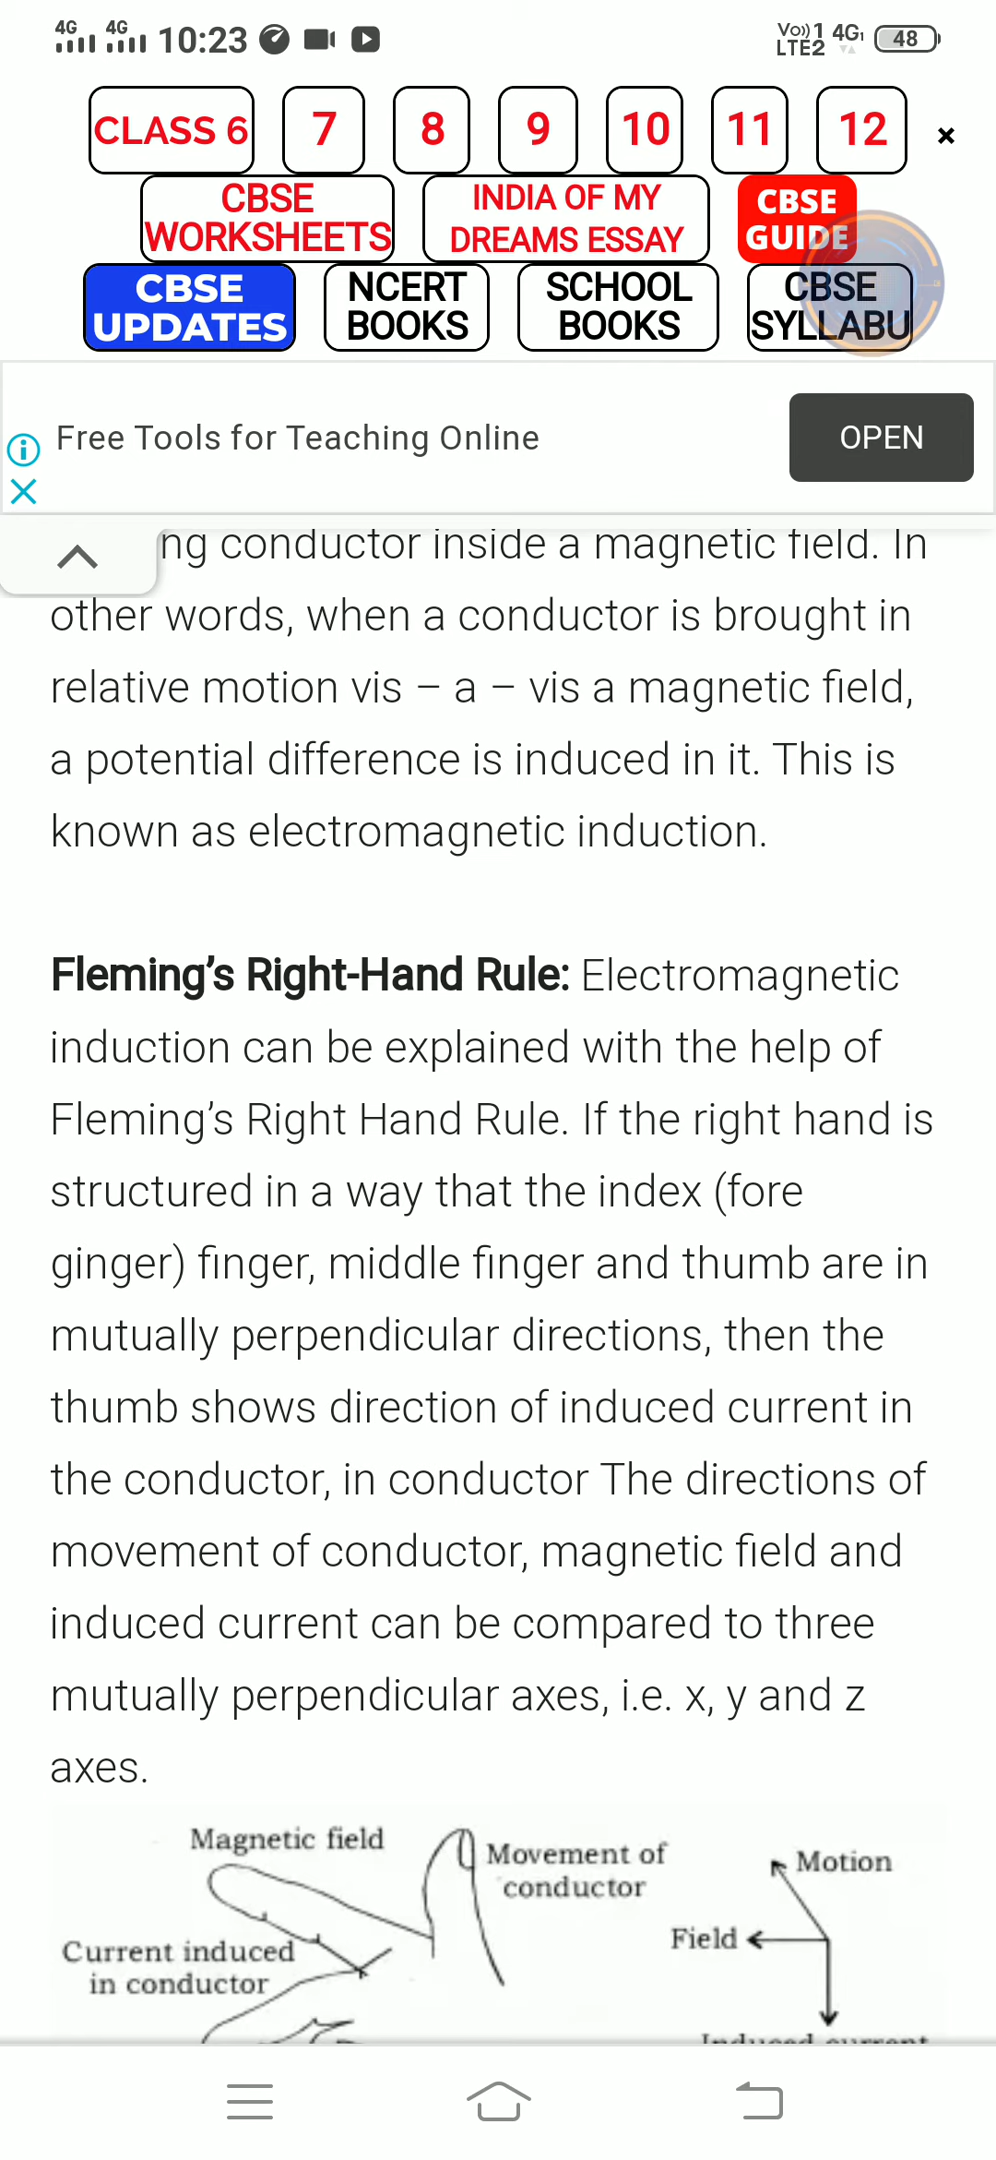 4G 4G 10:23 Vo))1 4G 48
LTE2
CLASS 6 7 8 9 10 11 12 ×
CBSE WORKSHEETS
INDIA OF MY DREAMS ESSAY
CBSE GUIDE
CBSE UPDATES
NCERT BOOKS
SCHOOL BOOKS
CBSE SYLLABU
Free Tools for Teaching Online
OPEN
ng conductor inside a magnetic field. In
other words, when a conductor is brought in
relative motion vis – a – vis a magnetic field,
a potential difference is induced in it. This is
known as electromagnetic induction.
Fleming’s Right-Hand Rule: Electromagnetic
induction can be explained with the help of
Fleming’s Right Hand Rule. If the right hand is
structured in a way that the index (fore
ginger) finger, middle finger and thumb are in
mutually perpendicular directions, then the
thumb shows direction of induced current in
the conductor, in conductor The directions of
movement of conductor, magnetic field and
induced current can be compared to three
mutually perpendicular axes, i.e. x, y and z
axes.
Magnetic field
Movement of
conductor
Motion
Field
Current induced
in conductor
Induced current